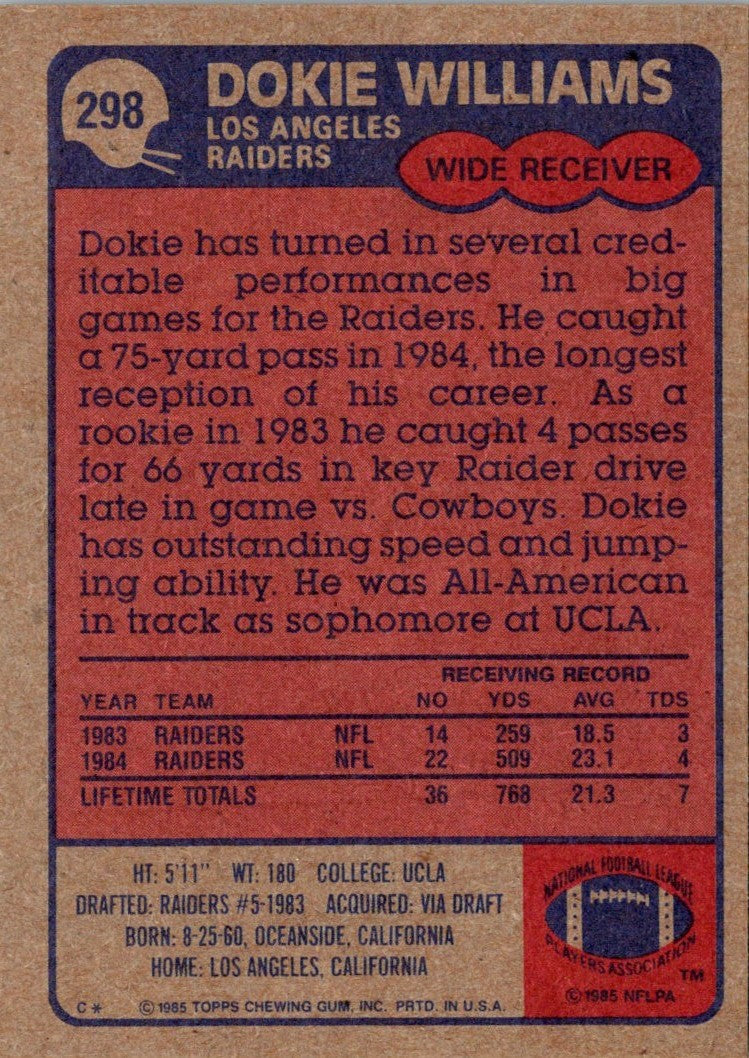 298
DOKIE WILLIAMS
LOS ANGELES
RAIDERS
WIDE RECEIVER
Dokie has turned in several cred-
itable performances in big
games for the Raiders. He caught
a 75-yard pass in 1984, the longest
reception of his career. As a
rookie in 1983 he caught 4 passes
for 66 yards in key Raider drive
late in game vs. Cowboys. Dokie
has outstanding speed and jump-
ing ability. He was All-American
in track as sophomore at UCLA.
RECEIVING RECORD
YEAR TEAM NO YDS AVG TDS
1983 RAIDERS NFL 14 259 18.5 3
1984 RAIDERS NFL 22 509 23.1 4
LIFETIME TOTALS 36 768 21.3 7
HT: 5'11" WT: 180 COLLEGE: UCLA
DRAFTED: RAIDERS #5-1983 ACQUIRED: VIA DRAFT
BORN: 8-25-60, OCEANSIDE, CALIFORNIA
HOME: LOS ANGELES, CALIFORNIA
C* © 1985 TOPPS CHEWING GUM, INC. PRTD. IN U.S.A.
NATIONAL FOOTBALL LEAGUE
PLAYERS ASSOCIATION
TM
© 1985 NFLPA